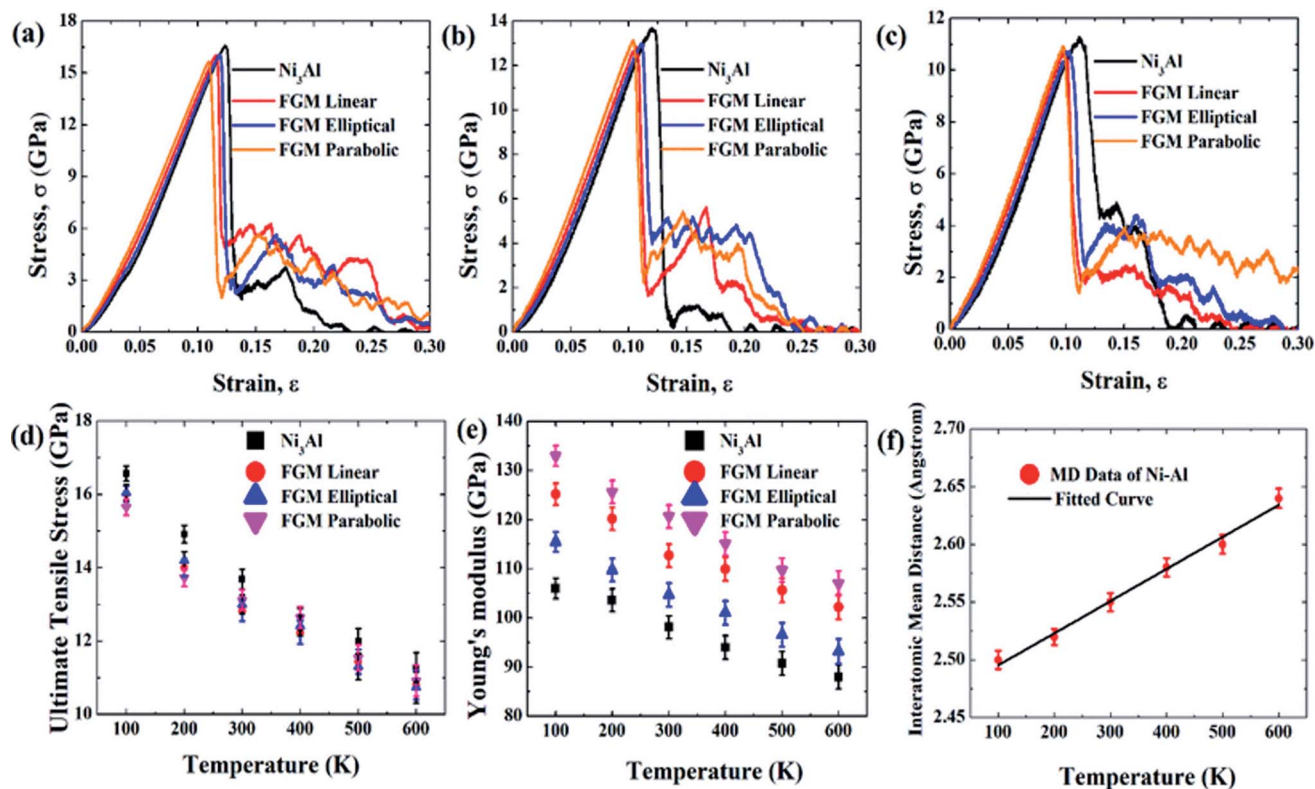 (a)
18
15
12
9
6
3
0
Stress, σ (GPa)
Ni3Al
FGM Linear
FGM Elliptical
FGM Parabolic
0.00 0.05 0.10 0.15 0.20 0.25 0.30
Strain, ε
(b)
14
12
10
8
6
4
2
0
Stress, σ (GPa)
Ni3Al
FGM Linear
FGM Elliptical
FGM Parabolic
0.00 0.05 0.10 0.15 0.20 0.25 0.30
Strain, ε
(c)
12
10
8
6
4
2
0
Stress, σ (GPa)
Ni3Al
FGM Linear
FGM Elliptical
FGM Parabolic
0.00 0.05 0.10 0.15 0.20 0.25 0.30
Strain, ε
(d)
18
16
14
12
10
Ultimate Tensile Stress (GPa)
Ni3Al
FGM Linear
FGM Elliptical
FGM Parabolic
100 200 300 400 500 600
Temperature (K)
(e)
140
130
120
110
100
90
80
Young's modulus (GPa)
Ni3Al
FGM Linear
FGM Elliptical
FGM Parabolic
100 200 300 400 500 600
Temperature (K)
(f)
2.70
2.65
2.60
2.55
2.50
2.45
Interatomic Mean Distance (Angstrom)
MD Data of Ni-Al
Fitted Curve
100 200 300 400 500 600
Temperature (K)